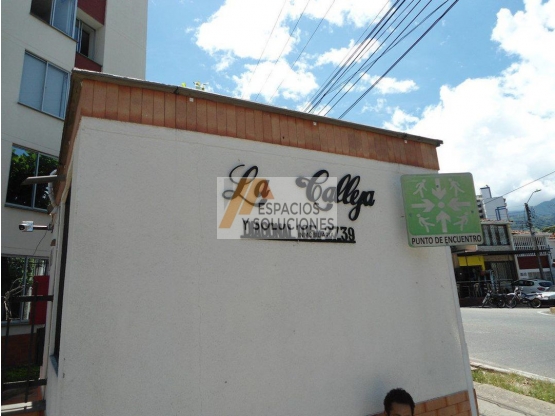 La Calleja
ESPACIOS
Y SOLUCIONES
PUNTO DE ENCUENTRO